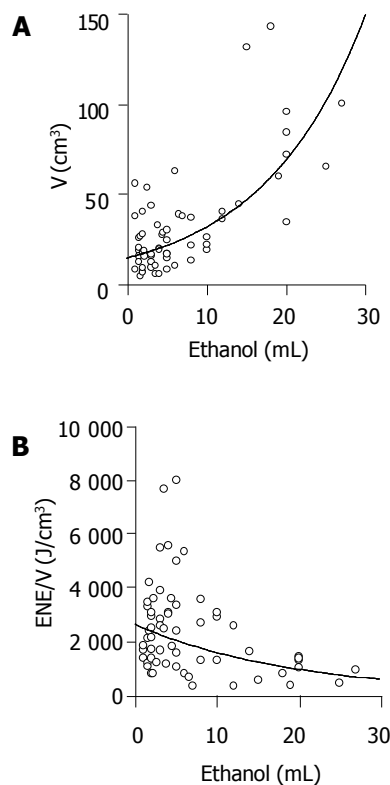 A
150
100
50
0
V (cm³)
0 10 20 30
Ethanol (mL)
B
10 000
8 000
6 000
4 000
2 000
0
ENE/V (J/cm³)
0 10 20 30
Ethanol (mL)